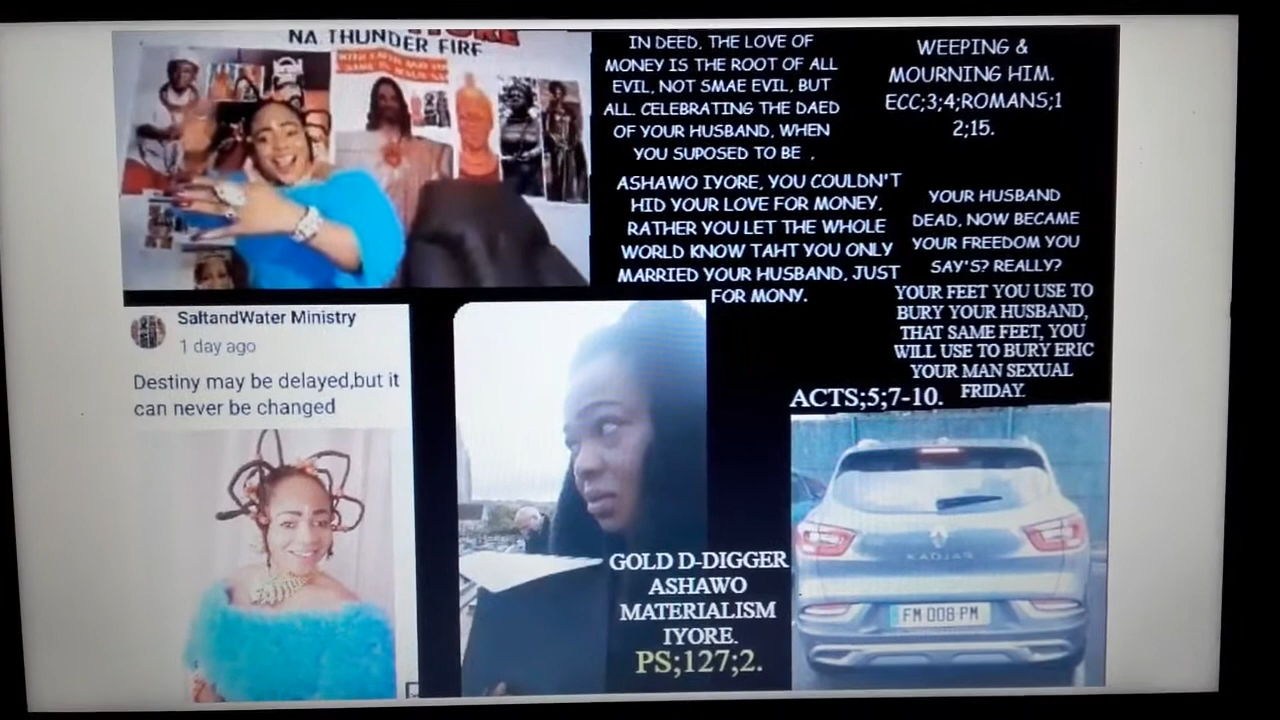 NA THUNDER FIRE
IN DEED, THE LOVE OF
MONEY IS THE ROOT OF ALL
EVIL, NOT SMAE EVIL, BUT
ALL. CELEBRATING THE DAED
OF YOUR HUSBAND, WHEN
YOU SUPOSED TO BE ,
WEEPING &
MOURNING HIM.
ECC;3;4;ROMANS;1
2;15.
ASHAWO IYORE, YOU COULDN'T
HID YOUR LOVE FOR MONEY,
RATHER YOU LET THE WHOLE
WORLD KNOW TAHT YOU ONLY
MARRIED YOUR HUSBAND, JUST
FOR MONY.
YOUR HUSBAND
DEAD, NOW BECAME
YOUR FREEDOM YOU
SAY'S? REALLY?
YOUR FEET YOU USE TO
BURY YOUR HUSBAND,
THAT SAME FEET, YOU
WILL USE TO BURY ERIC
YOUR MAN SEXUAL
FRIDAY.
ACTS;5;7-10.
SaltandWater Ministry
1 day ago
Destiny may be delayed,but it
can never be changed
GOLD D-DIGGER
ASHAWO
MATERIALISM
IYORE.
PS;127;2.
KADJAR
FM 008 PM